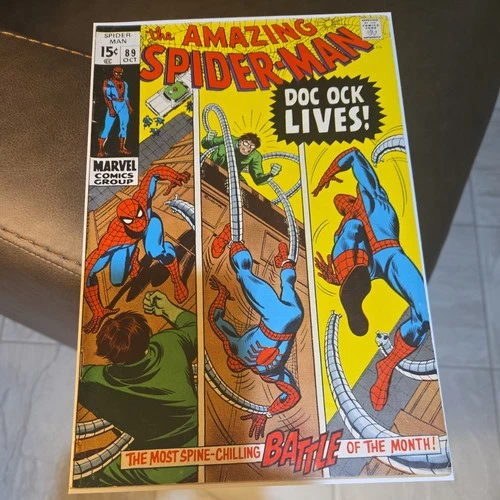 SPIDER-
MAN
15¢ 89
CC OCT
MARVEL
COMICS
GROUP
the AMAZING
SPIDER-MAN
DOC OCK
LIVES!
THE MOST SPINE-CHILLING BATTLE OF THE MONTH!